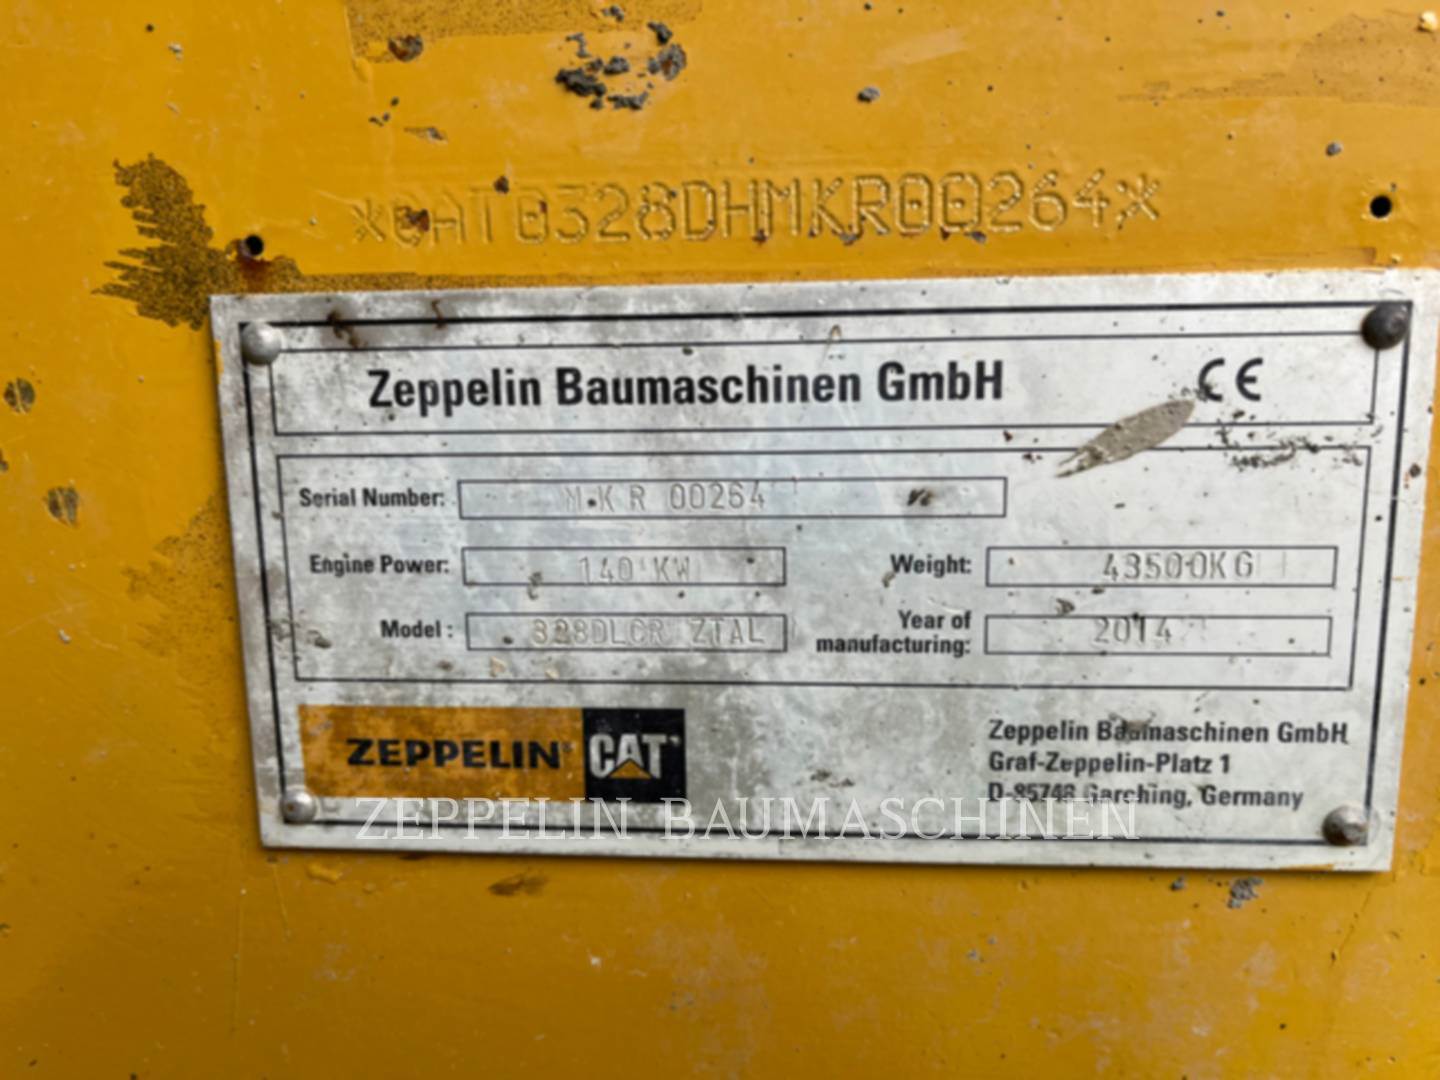 *CAT0328DHMKR00264*
Zeppelin Baumaschinen GmbH CE
Serial Number: MKR 00264
Engine Power: 140 KW Weight: 43500KG
Model : 328DLCR ZTAL Year of manufacturing: 2014
ZEPPELIN CAT
Zeppelin Baumaschinen GmbH
Graf-Zeppelin-Platz 1
D-85748 Garching, Germany
ZEPPELIN BAUMASCHINEN